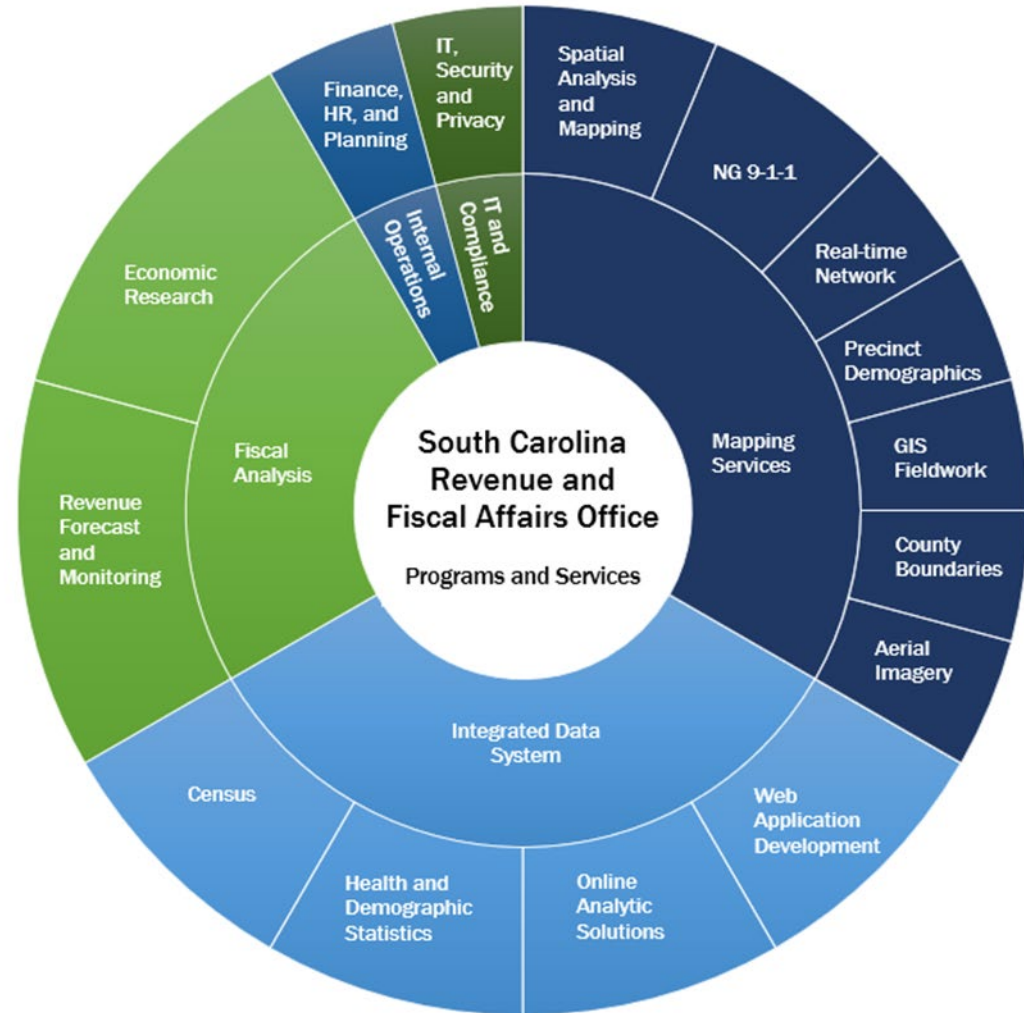 South Carolina
Revenue and
Fiscal Affairs Office
Programs and Services
Mapping
Services
Spatial
Analysis
and
Mapping
NG 9-1-1
Real-time
Network
Precinct
Demographics
GIS
Fieldwork
County
Boundaries
Aerial
Imagery
Integrated Data
System
Web
Application
Development
Online
Analytic
Solutions
Health and
Demographic
Statistics
Census
Fiscal
Analysis
Revenue
Forecast
and
Monitoring
Economic
Research
Internal
Operations
Finance,
HR, and
Planning
IT and
Compliance
IT,
Security
and
Privacy